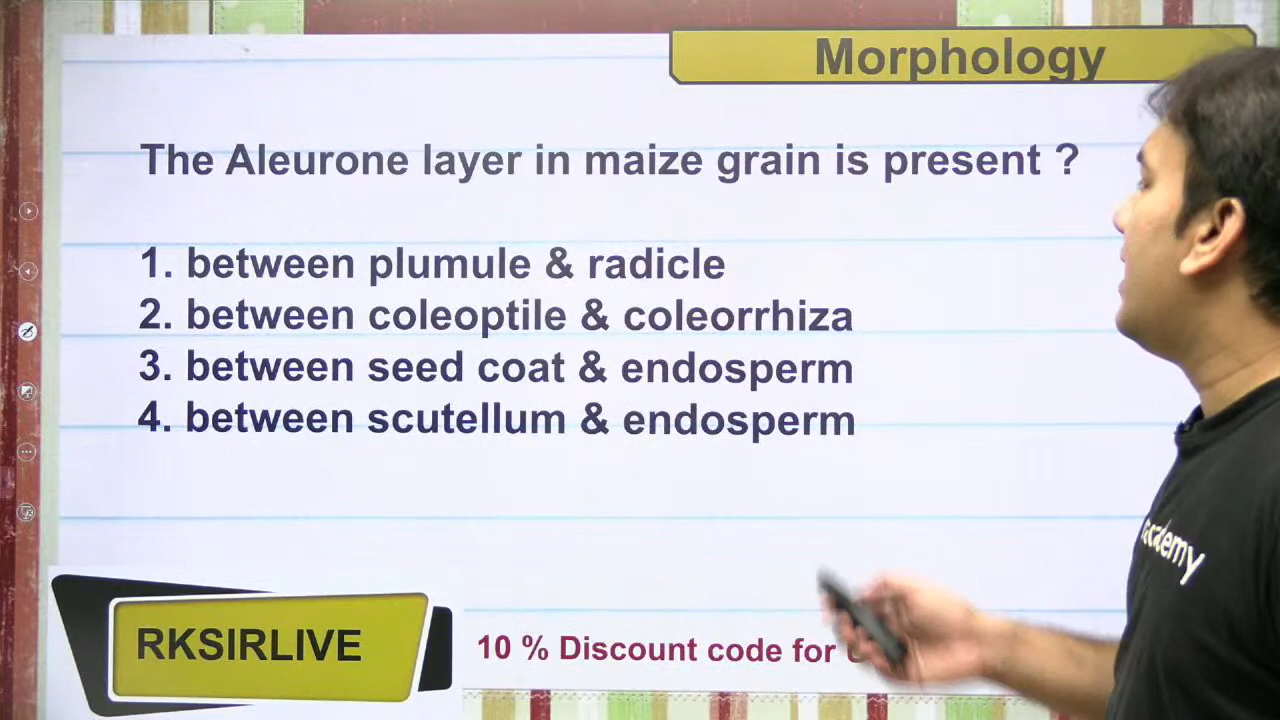 Morphology
The Aleurone layer in maize grain is present ?
1. between plumule & radicle
2. between coleoptile & coleorrhiza
3. between seed coat & endosperm
4. between scutellum & endosperm
academy
RKSIRLIVE
10 % Discount code for